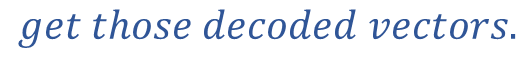 get those decoded vectors.